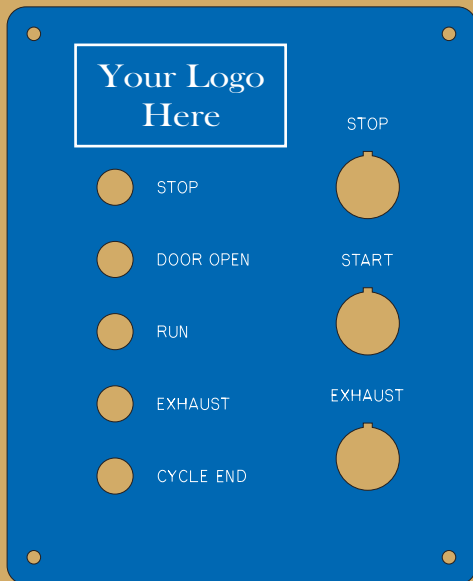 Your Logo
Here
STOP
STOP
DOOR OPEN
START
RUN
EXHAUST
EXHAUST
CYCLE END